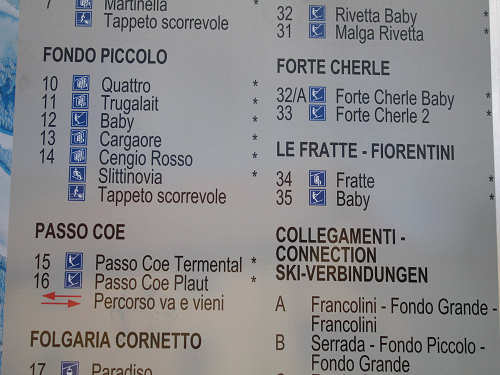 7 Martinella *
Tappeto scorrevole
FONDO PICCOLO
10 Quattro *
11 Trugalait *
12 Baby *
13 Cargaore *
14 Cengio Rosso *
Slittinovia *
Tappeto scorrevole
PASSO COE
15 Passo Coe Termental *
16 Passo Coe Plaut *
Percorso va e vieni
FOLGARIA CORNETTO
17 Paradiso
32 Rivetta Baby *
31 Malga Rivetta *
FORTE CHERLE
32/A Forte Cherle Baby *
33 Forte Cherle 2 *
LE FRATTE - FIORENTINI
34 Fratte *
35 Baby *
COLLEGAMENTI -
CONNECTION
SKI-VERBINDUNGEN
A Francolini - Fondo Grande -
Francolini
B Serrada - Fondo Piccolo -
Fondo Grande